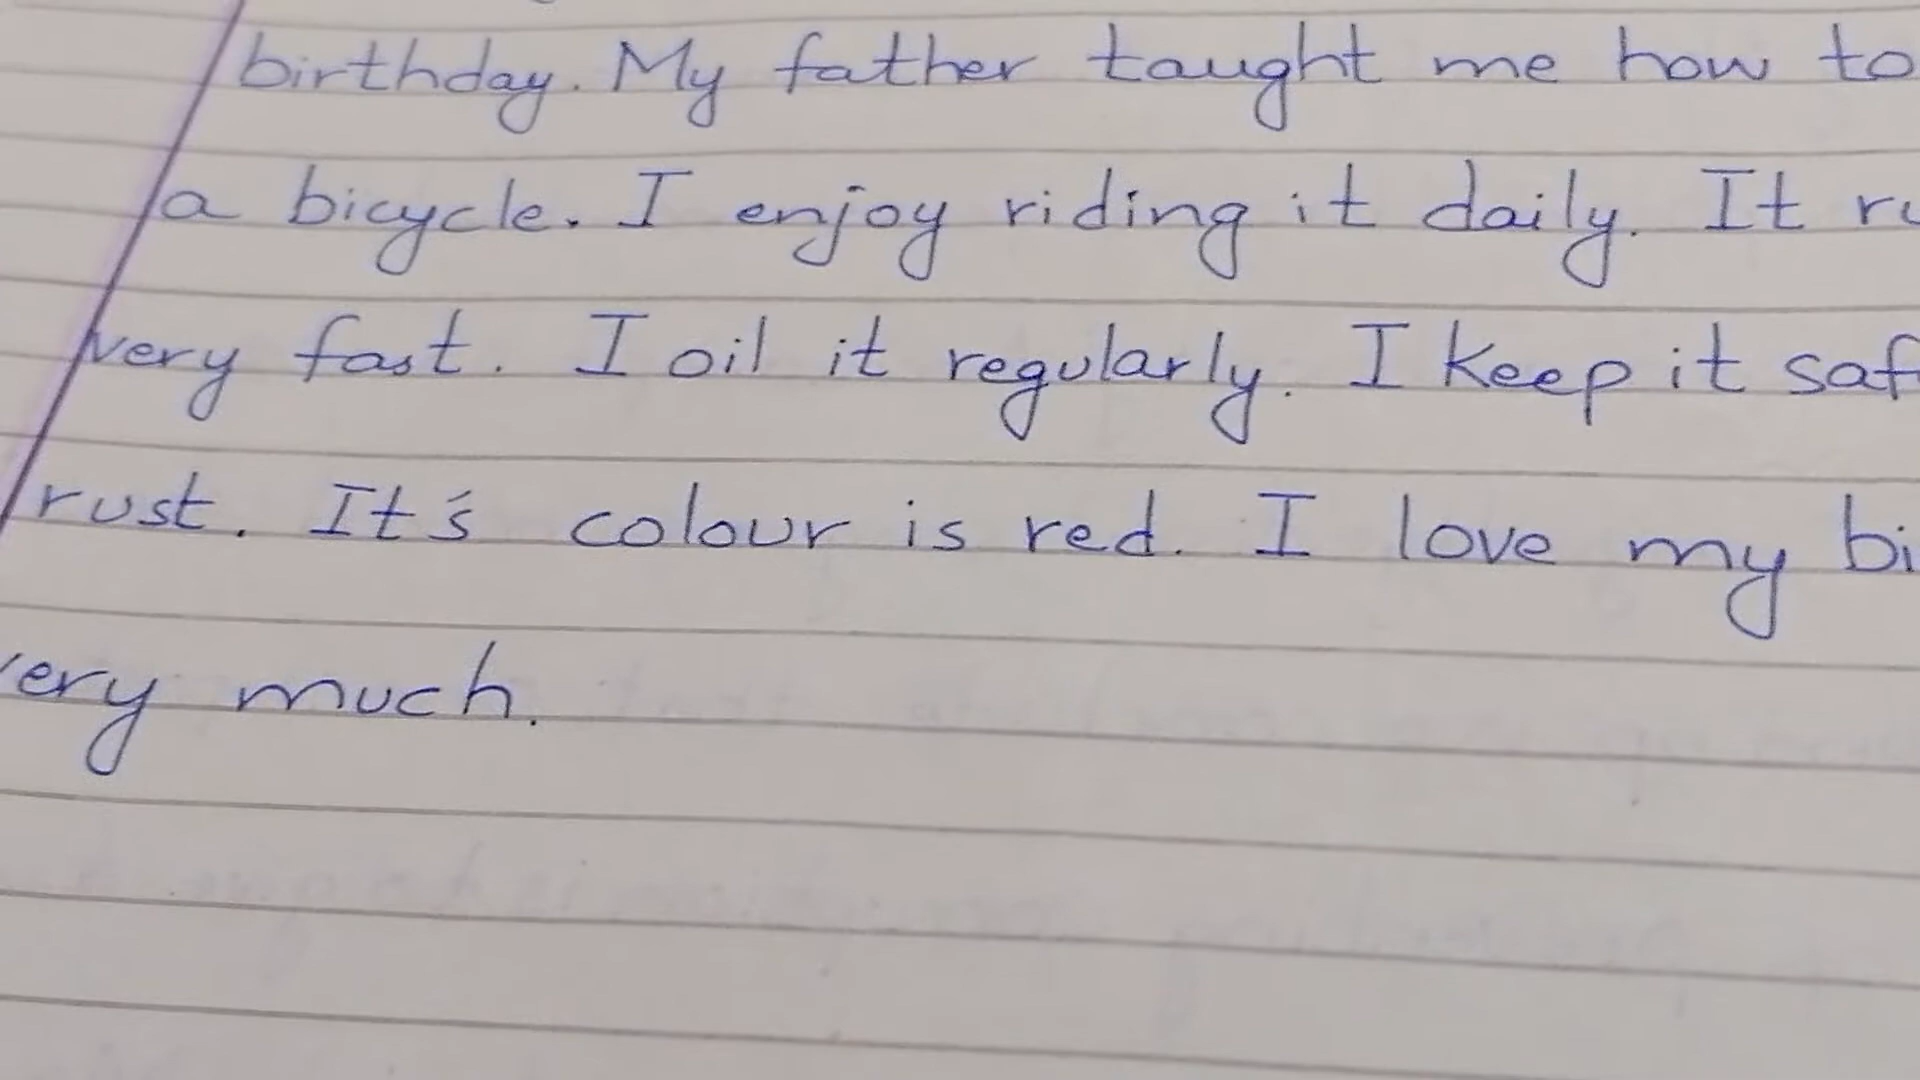 birthday. My father taught me how to
a bicycle. I enjoy riding it daily. It
very fast. I oil it regularly. I keep it
rust. It's colour is red. I love my
very much.